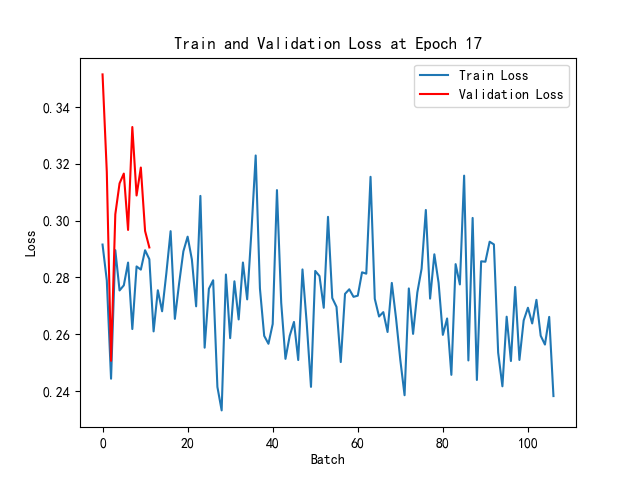 Train and Validation Loss at Epoch 17
Train Loss
Validation Loss
0.34
0.32
0.30
0.28
0.26
0.24
Loss
0 20 40 60 80 100
Batch